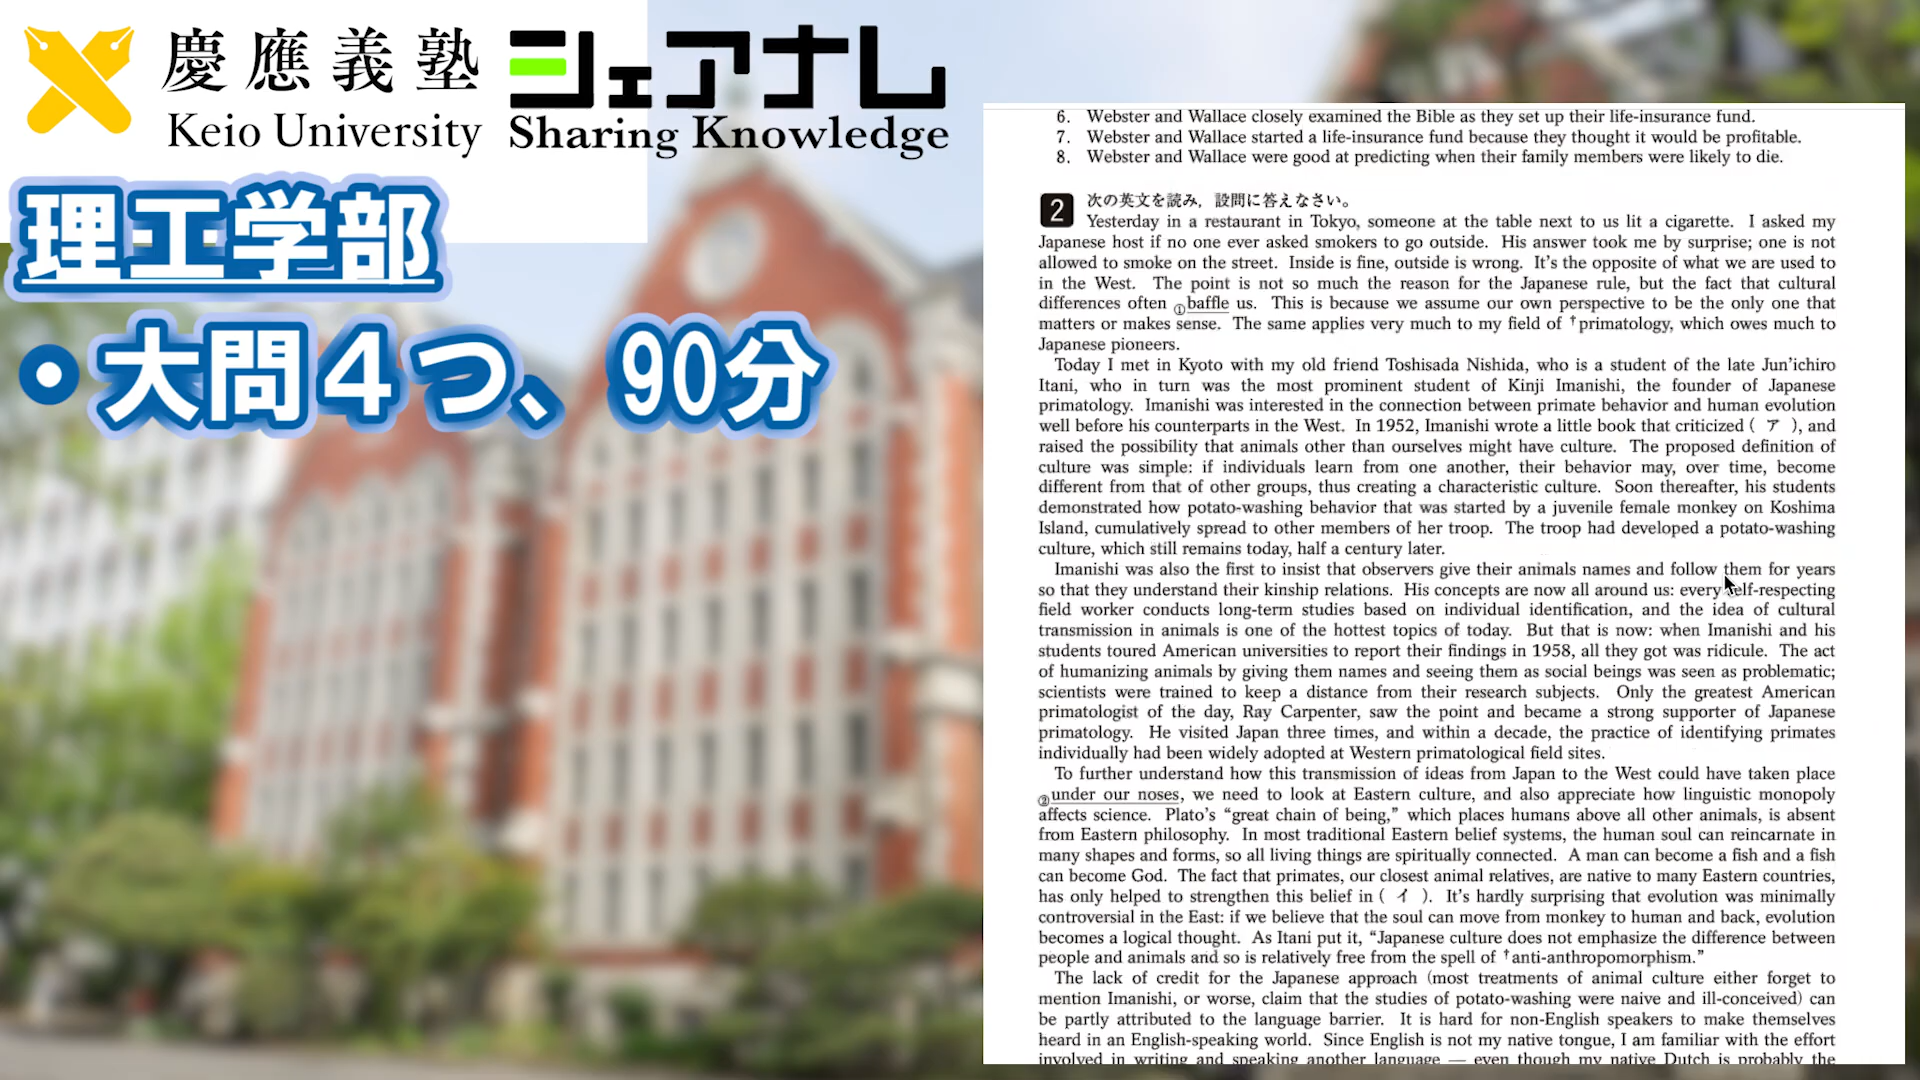 慶應義塾
Keio University
シェアナレ
Sharing Knowledge
理工学部
• 大問４つ、90分
6. Webster and Wallace closely examined the Bible as they set up their life-insurance fund.
7. Webster and Wallace started a life-insurance fund because they thought it would be profitable.
8. Webster and Wallace were good at predicting when their family members were likely to die.
2 次の英文を読み，設問に答えなさい。
Yesterday in a restaurant in Tokyo, someone at the table next to us lit a cigarette. I asked my
Japanese host if no one ever asked smokers to go outside. His answer took me by surprise; one is not
allowed to smoke on the street. Inside is fine, outside is wrong. It's the opposite of what we are used to
in the West. The point is not so much the reason for the Japanese rule, but the fact that cultural
differences often ①baffle us. This is because we assume our own perspective to be the only one that
matters or makes sense. The same applies very much to my field of †primatology, which owes much to
Japanese pioneers.
Today I met in Kyoto with my old friend Toshisada Nishida, who is a student of the late Jun'ichiro
Itani, who in turn was the most prominent student of Kinji Imanishi, the founder of Japanese
primatology. Imanishi was interested in the connection between primate behavior and human evolution
well before his counterparts in the West. In 1952, Imanishi wrote a little book that criticized ( ア ), and
raised the possibility that animals other than ourselves might have culture. The proposed definition of
culture was simple: if individuals learn from one another, their behavior may, over time, become
different from that of other groups, thus creating a characteristic culture. Soon thereafter, his students
demonstrated how potato-washing behavior that was started by a juvenile female monkey on Koshima
Island, cumulatively spread to other members of her troop. The troop had developed a potato-washing
culture, which still remains today, half a century later.
Imanishi was also the first to insist that observers give their animals names and follow them for years
so that they understand their kinship relations. His concepts are now all around us: every self-respecting
field worker conducts long-term studies based on individual identification, and the idea of cultural
transmission in animals is one of the hottest topics of today. But that is now: when Imanishi and his
students toured American universities to report their findings in 1958, all they got was ridicule. The act
of humanizing animals by giving them names and seeing them as social beings was seen as problematic;
scientists were trained to keep a distance from their research subjects. Only the greatest American
primatologist of the day, Ray Carpenter, saw the point and became a strong supporter of Japanese
primatology. He visited Japan three times, and within a decade, the practice of identifying primates
individually had been widely adopted at Western primatological field sites.
To further understand how this transmission of ideas from Japan to the West could have taken place
②under our noses, we need to look at Eastern culture, and also appreciate how linguistic monopoly
affects science. Plato's “great chain of being,” which places humans above all other animals, is absent
from Eastern philosophy. In most traditional Eastern belief systems, the human soul can reincarnate in
many shapes and forms, so all living things are spiritually connected. A man can become a fish and a fish
can become God. The fact that primates, our closest animal relatives, are native to many Eastern countries,
has only helped to strengthen this belief in ( イ ). It's hardly surprising that evolution was minimally
controversial in the East: if we believe that the soul can move from monkey to human and back, evolution
becomes a logical thought. As Itani put it, “Japanese culture does not emphasize the difference between
people and animals and so is relatively free from the spell of †anti-anthropomorphism.”
The lack of credit for the Japanese approach (most treatments of animal culture either forget to
mention Imanishi, or worse, claim that the studies of potato-washing were naive and ill-conceived) can
be partly attributed to the language barrier. It is hard for non-English speakers to make themselves
heard in an English-speaking world. Since English is not my native tongue, I am familiar with the effort
involved in writing and speaking another language — even though my native Dutch is probably the